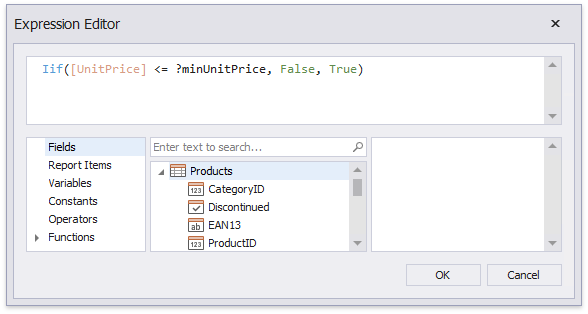 Expression Editor
Iif([UnitPrice] <= ?minUnitPrice, False, True)
Fields
Report Items
Variables
Constants
Operators
Functions
Enter text to search...
Products
123 CategoryID
Discontinued
ab EAN13
123 ProductID
OK
Cancel